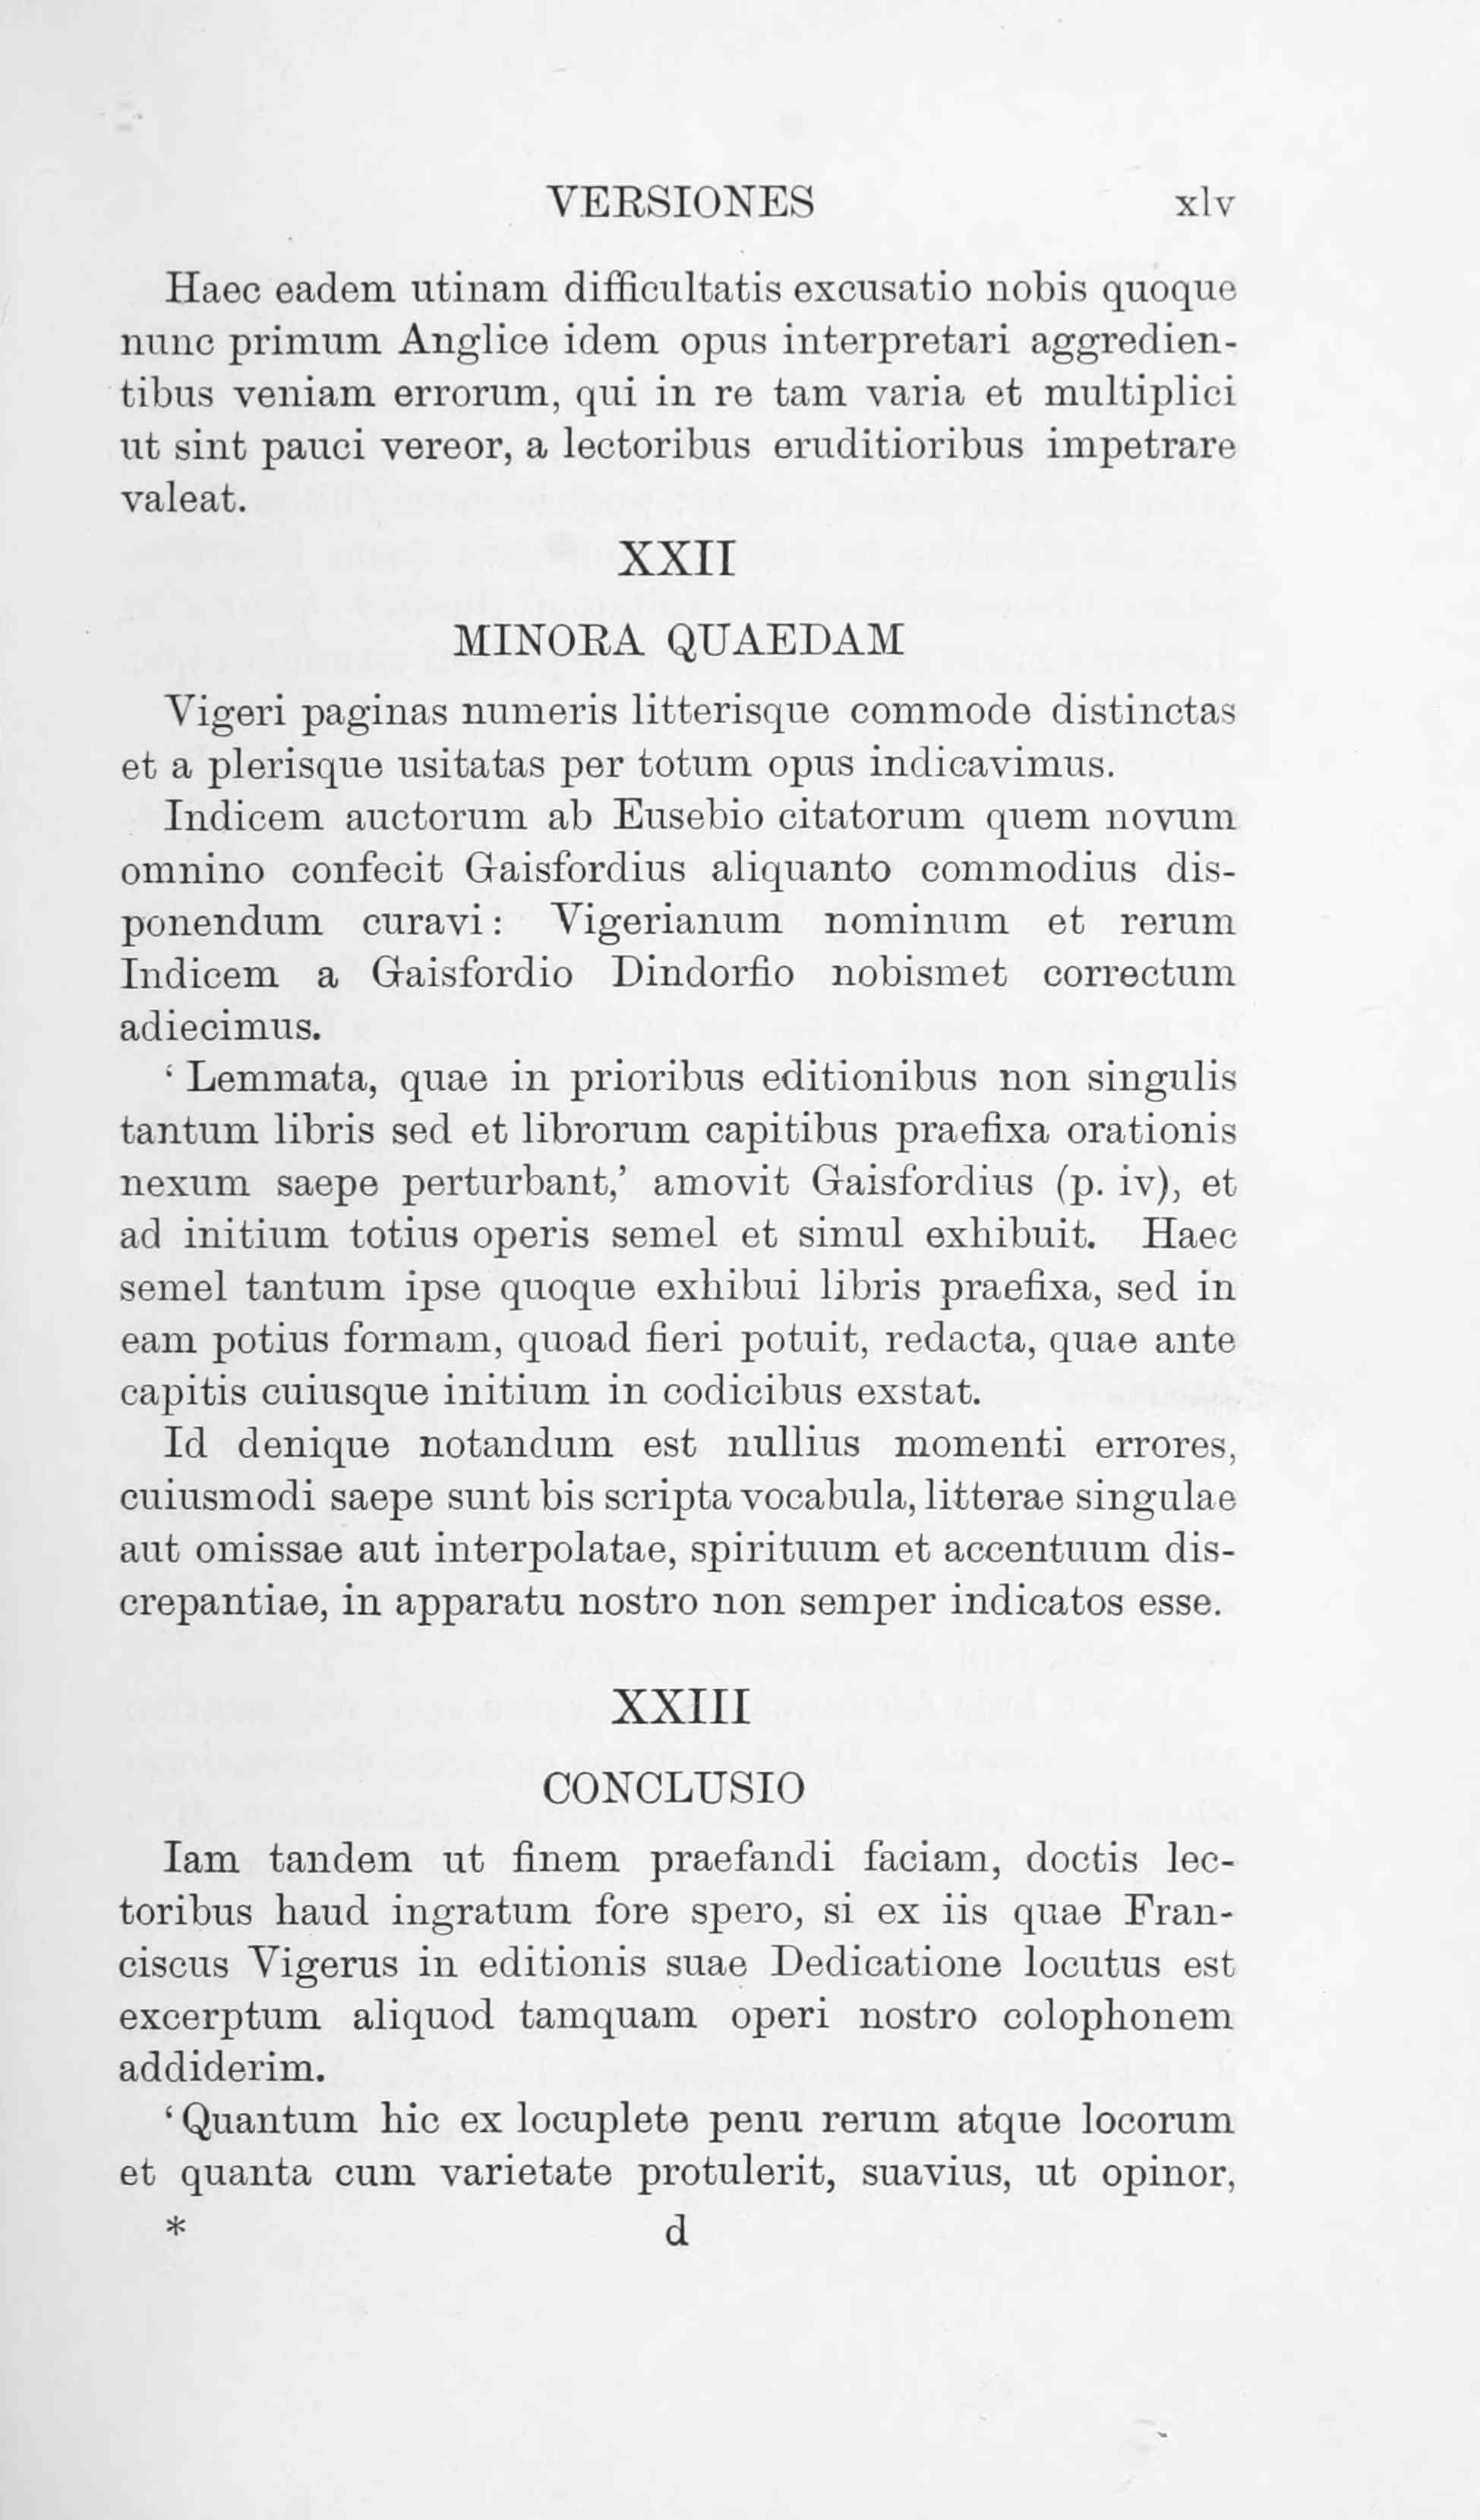 VERSIONES xlv
Haec eadem utinam difficultatis excusatio nobis quoque
nunc primum Anglice idem opus interpretari aggredien-
tibus veniam errorum, qui in re tam varia et multiplici
ut sint pauci vereor, a lectoribus eruditioribus impetrare
valeat.
XXII
MINORA QUAEDAM
Vigeri paginas numeris litterisque commode distinctas
et a plerisque usitatas per totum opus indicavimus.
Indicem auctorum ab Eusebio citatorum quem novum
omnino confecit Gaisfordius aliquanto commodius dis-
ponendum curavi: Vigerianum nominum et rerum
Indicem a Gaisfordio Dindorfio nobismet correctum
adiecimus.
‘Lemmata, quae in prioribus editionibus non singulis
tantum libris sed et librorum capitibus praefixa orationis
nexum saepe perturbant,’ amovit Gaisfordius (p. iv), et
ad initium totius operis semel et simul exhibuit. Haec
semel tantum ipse quoque exhibui libris praefixa, sed in
eam potius formam, quoad fieri potuit, redacta, quae ante
capitis cuiusque initium in codicibus exstat.
Id denique notandum est nullius momenti errores,
cuiusmodi saepe sunt bis scripta vocabula, litterae singulae
aut omissae aut interpolatae, spirituum et accentuum dis-
crepantiae, in apparatu nostro non semper indicatos esse.
XXIII
CONCLUSIO
Iam tandem ut finem praefandi faciam, doctis lec-
toribus haud ingratum fore spero, si ex iis quae Fran-
ciscus Vigerus in editionis suae Dedicatione locutus est
excerptum aliquod tamquam operi nostro colophonem
addiderim.
‘Quantum hic ex locuplete penu rerum atque locorum
et quanta cum varietate protulerit, suavius, ut opinor,
* d